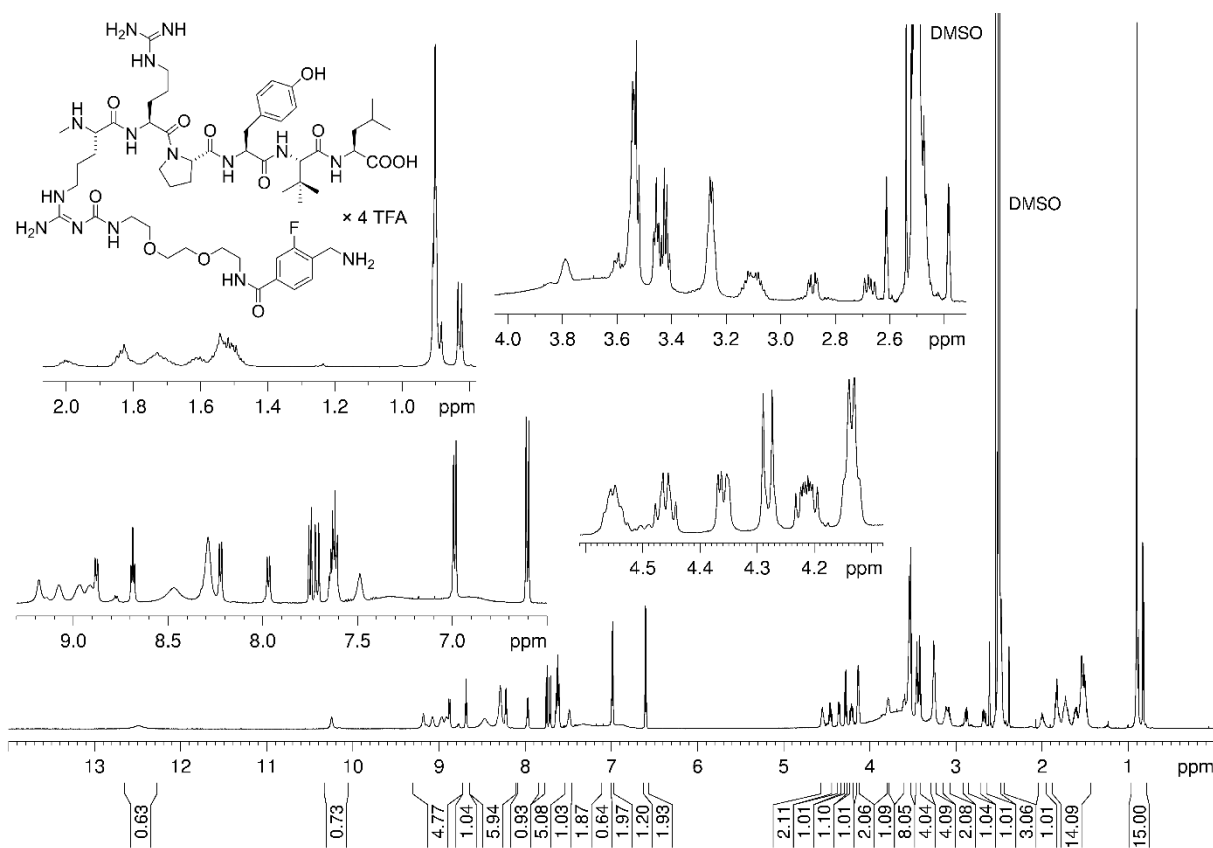 H₂N NH
HN
OH
O
O
O
H
N
N
H
O
N
N
H
O
H
N
O
N
H
COOH
HN O
H₂N N N
H
O
O
N
H
O
F
NH₂
× 4 TFA
DMSO
DMSO
4.0 3.8 3.6 3.4 3.2 3.0 2.8 2.6 ppm
2.0 1.8 1.6 1.4 1.2 1.0 ppm
4.5 4.4 4.3 4.2 ppm
9.0 8.5 8.0 7.5 7.0 ppm
13 12 11 10 9 8 7 6 5 4 3 2 1 ppm
0.63 0.73 4.77 1.04 5.94 0.93 5.08 1.03 1.87 0.64 1.97 1.20 1.93 2.11 1.01 1.10 1.01 2.06 1.09 8.05 4.04 4.09 2.08 1.04 3.06 1.01 14.09 15.00